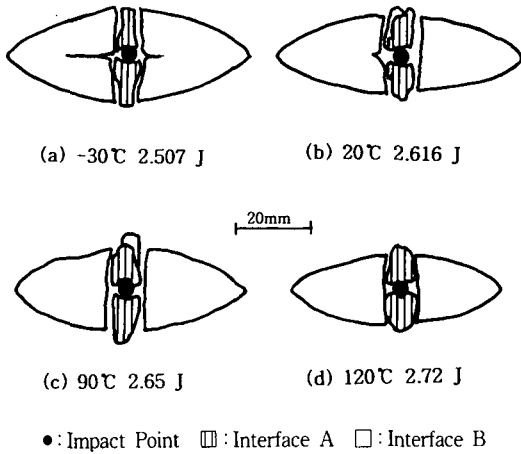 (a) -30℃ 2.507 J
(b) 20℃ 2.616 J
20mm
(c) 90℃ 2.65 J
(d) 120℃ 2.72 J
●: Impact Point ▥: Interface A □: Interface B